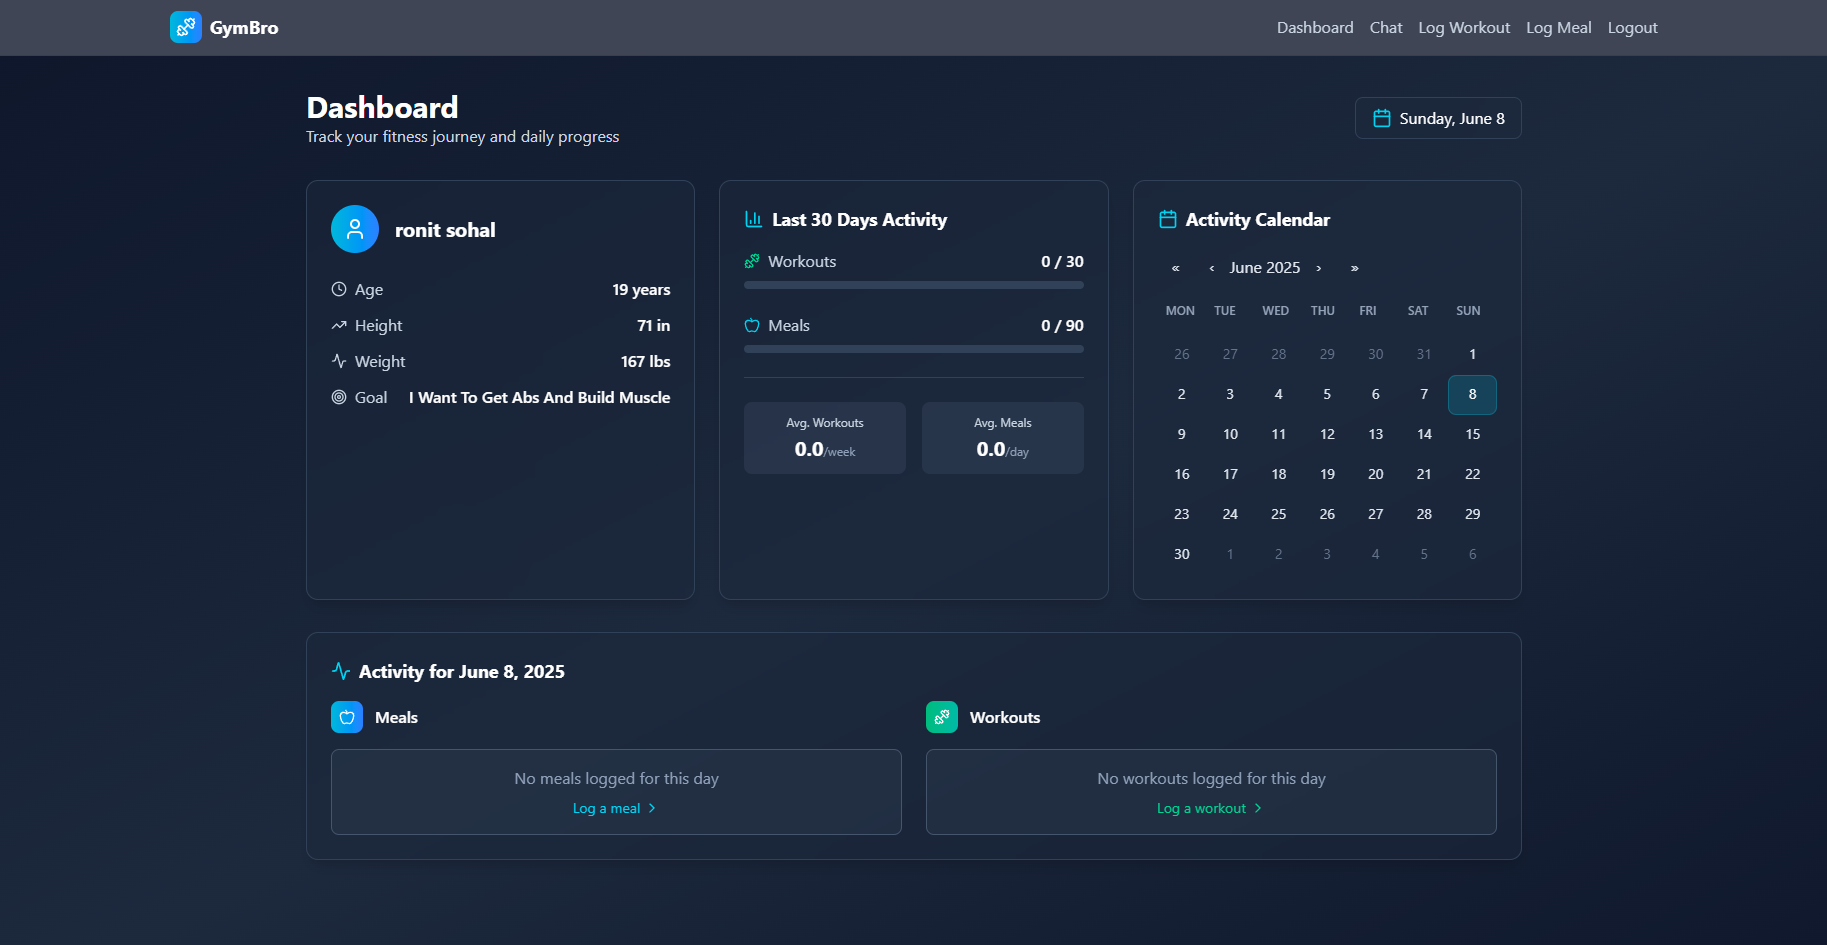 GymBro
Dashboard Chat Log Workout Log Meal Logout
Dashboard
Track your fitness journey and daily progress
Sunday, June 8
ronit sohal
Age 19 years
Height 71 in
Weight 167 lbs
Goal I Want To Get Abs And Build Muscle
Last 30 Days Activity
Workouts 0 / 30
Meals 0 / 90
Avg. Workouts
0.0/week
Avg. Meals
0.0/day
Activity Calendar
« ‹ June 2025 › »
MON TUE WED THU FRI SAT SUN
26 27 28 29 30 31 1
2 3 4 5 6 7 8
9 10 11 12 13 14 15
16 17 18 19 20 21 22
23 24 25 26 27 28 29
30 1 2 3 4 5 6
Activity for June 8, 2025
Meals
No meals logged for this day
Log a meal
Workouts
No workouts logged for this day
Log a workout